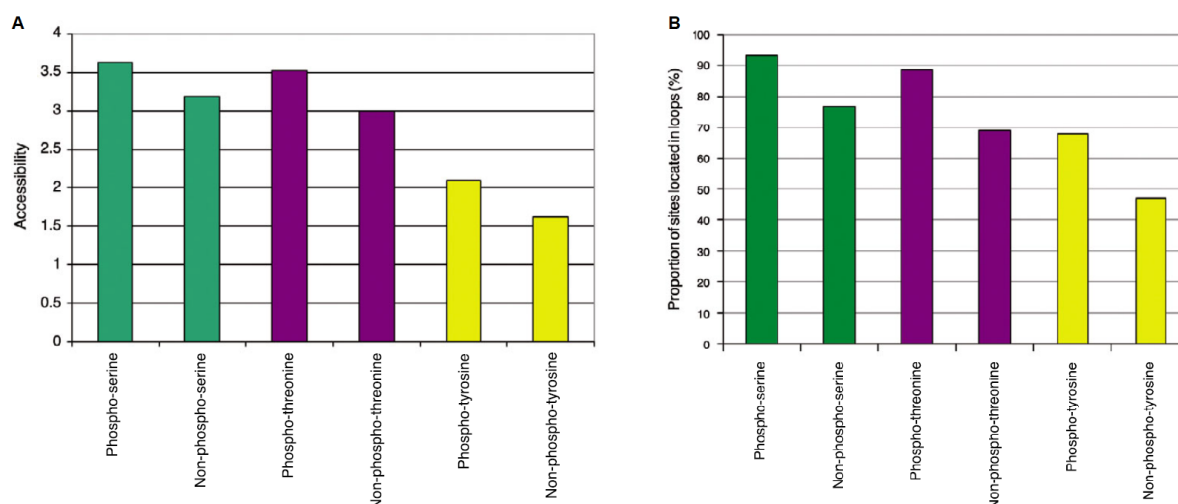 A
Accessibility
4
3.5
3
2.5
2
1.5
1
0.5
0
Phospho-serine
Non-phospho-serine
Phospho-threonine
Non-phospho-threonine
Phospho-tyrosine
Non-phospho-tyrosine
B
Proportion of sites located in loops (%)
100
90
80
70
60
50
40
30
20
10
0
Phospho-serine
Non-phospho-serine
Phospho-threonine
Non-phospho-threonine
Phospho-tyrosine
Non-phospho-tyrosine